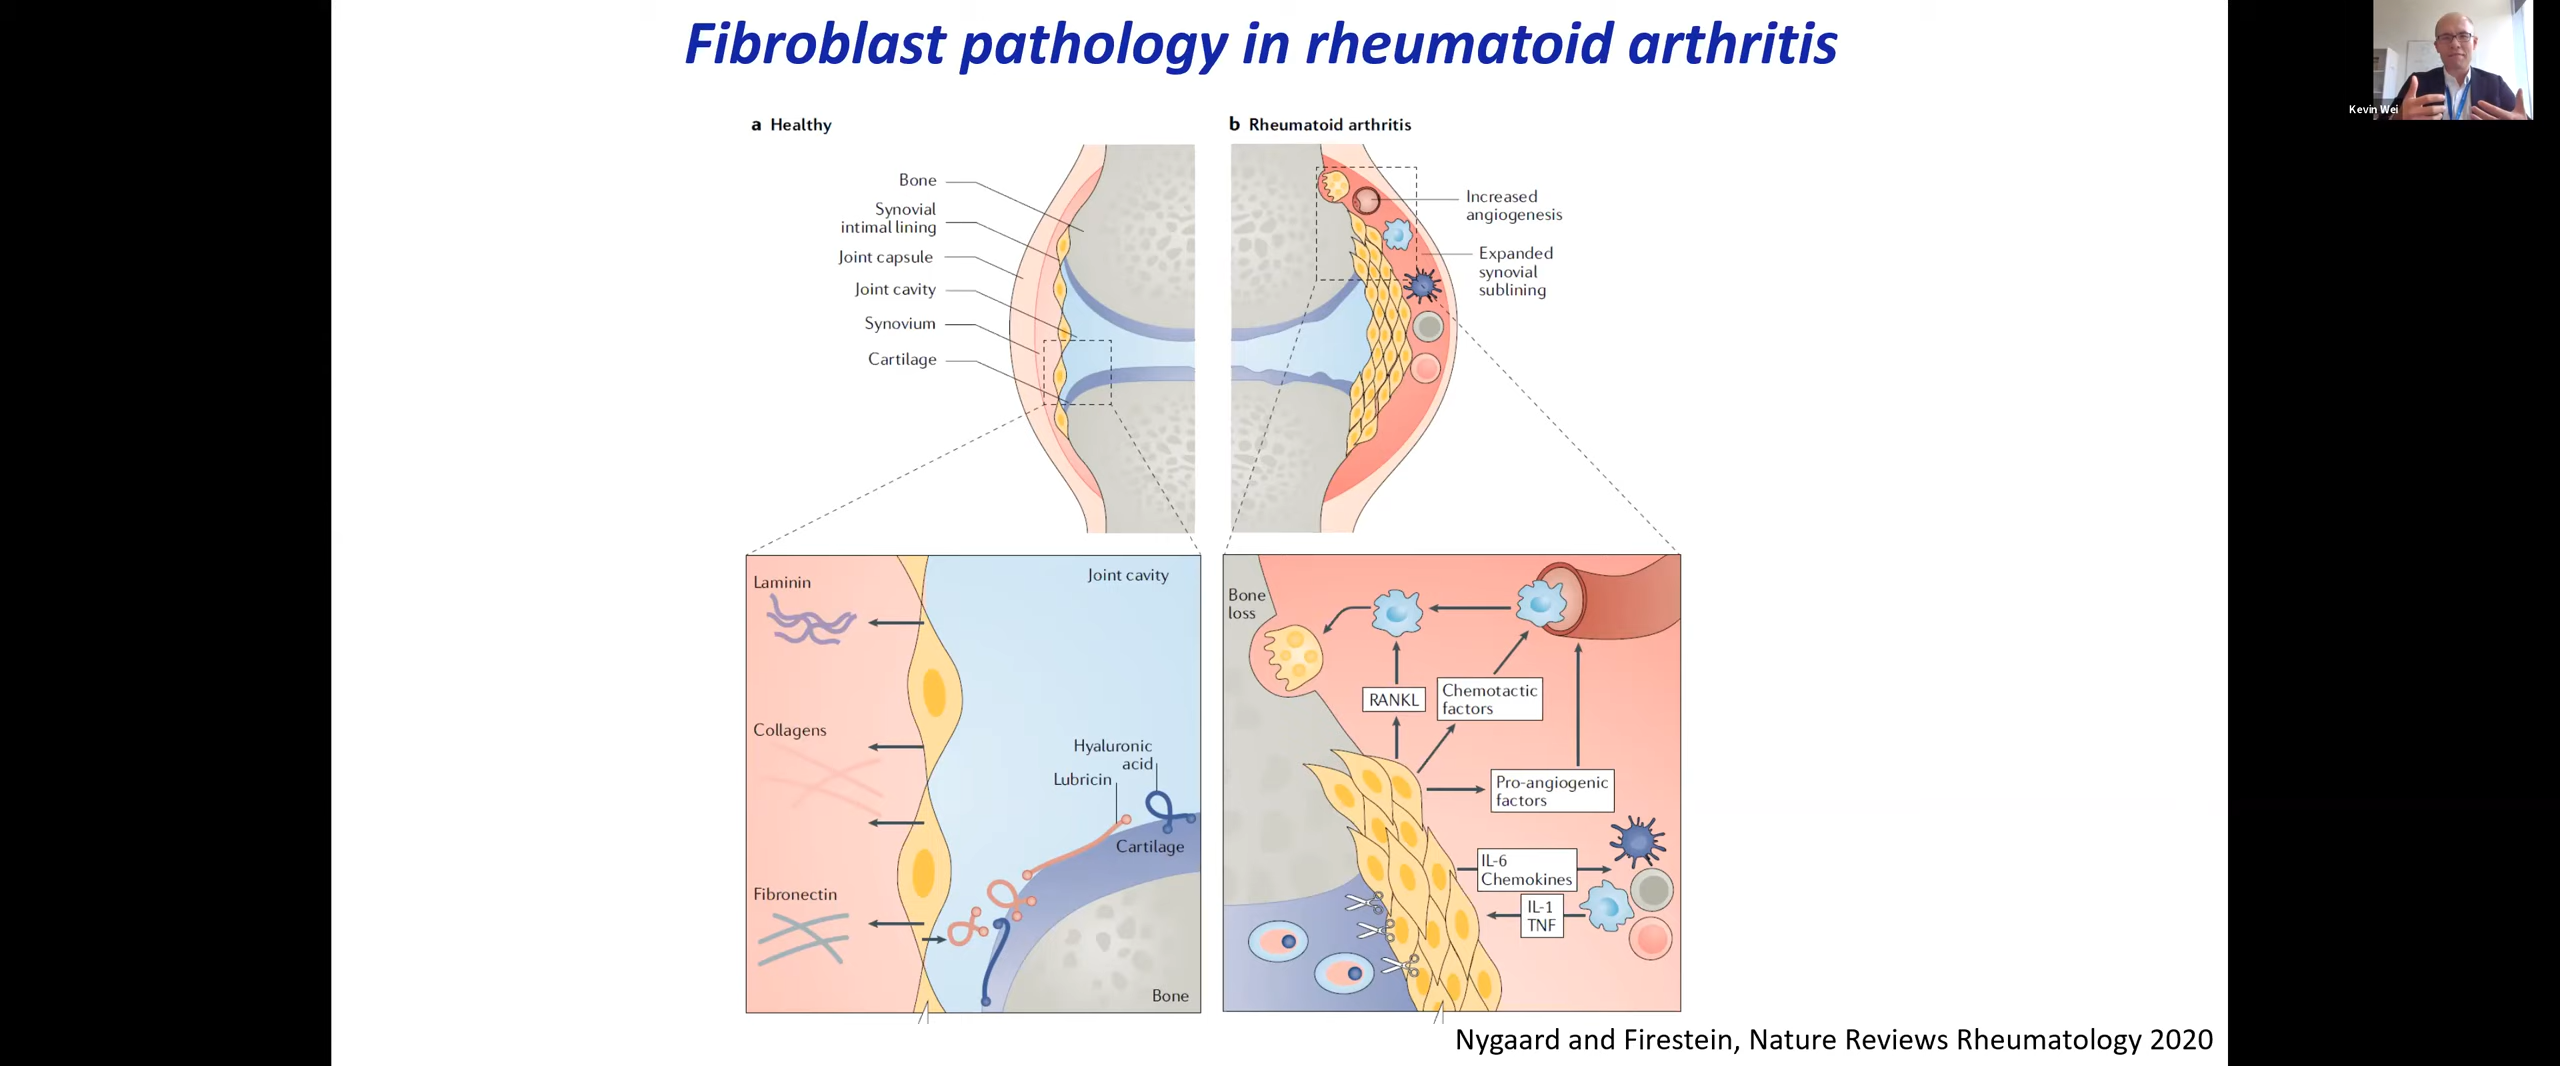 Fibroblast pathology in rheumatoid arthritis
Kevin Wei
a Healthy
Bone
Synovial
intimal lining
Joint capsule
Joint cavity
Synovium
Cartilage
b Rheumatoid arthritis
Increased
angiogenesis
Expanded
synovial
sublining
Laminin
Collagens
Fibronectin
Joint cavity
Hyaluronic
acid
Lubricin
Cartilage
Bone
Bone
loss
RANKL
Chemotactic
factors
Pro-angiogenic
factors
IL-6
Chemokines
IL-1
TNF
Nygaard and Firestein, Nature Reviews Rheumatology 2020